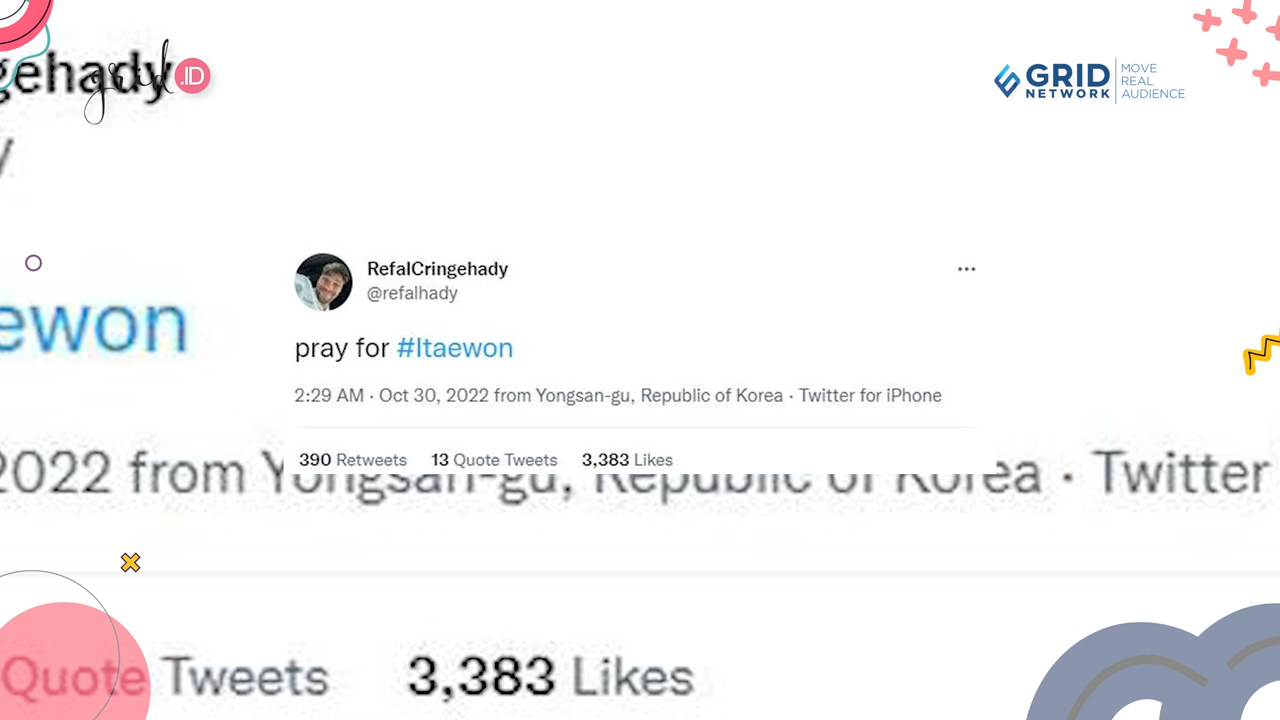 gehady
grid .ID
GRID
NETWORK
MOVE
REAL
AUDIENCE
y
RefalCringehady
@refalhady
ewon
pray for #Itaewon
2:29 AM · Oct 30, 2022 from Yongsan-gu, Republic of Korea · Twitter for iPhone
390 Retweets 13 Quote Tweets 3,383 Likes
2022 from Yongsan-gu, Republic of Korea · Twitter
Quote Tweets 3,383 Likes